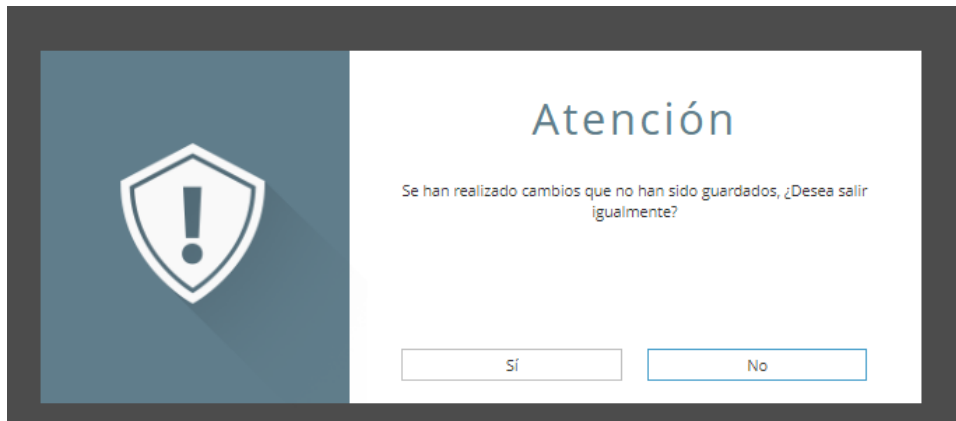 Atención
Se han realizado cambios que no han sido guardados, ¿Desea salir
igualmente?
Sí
No